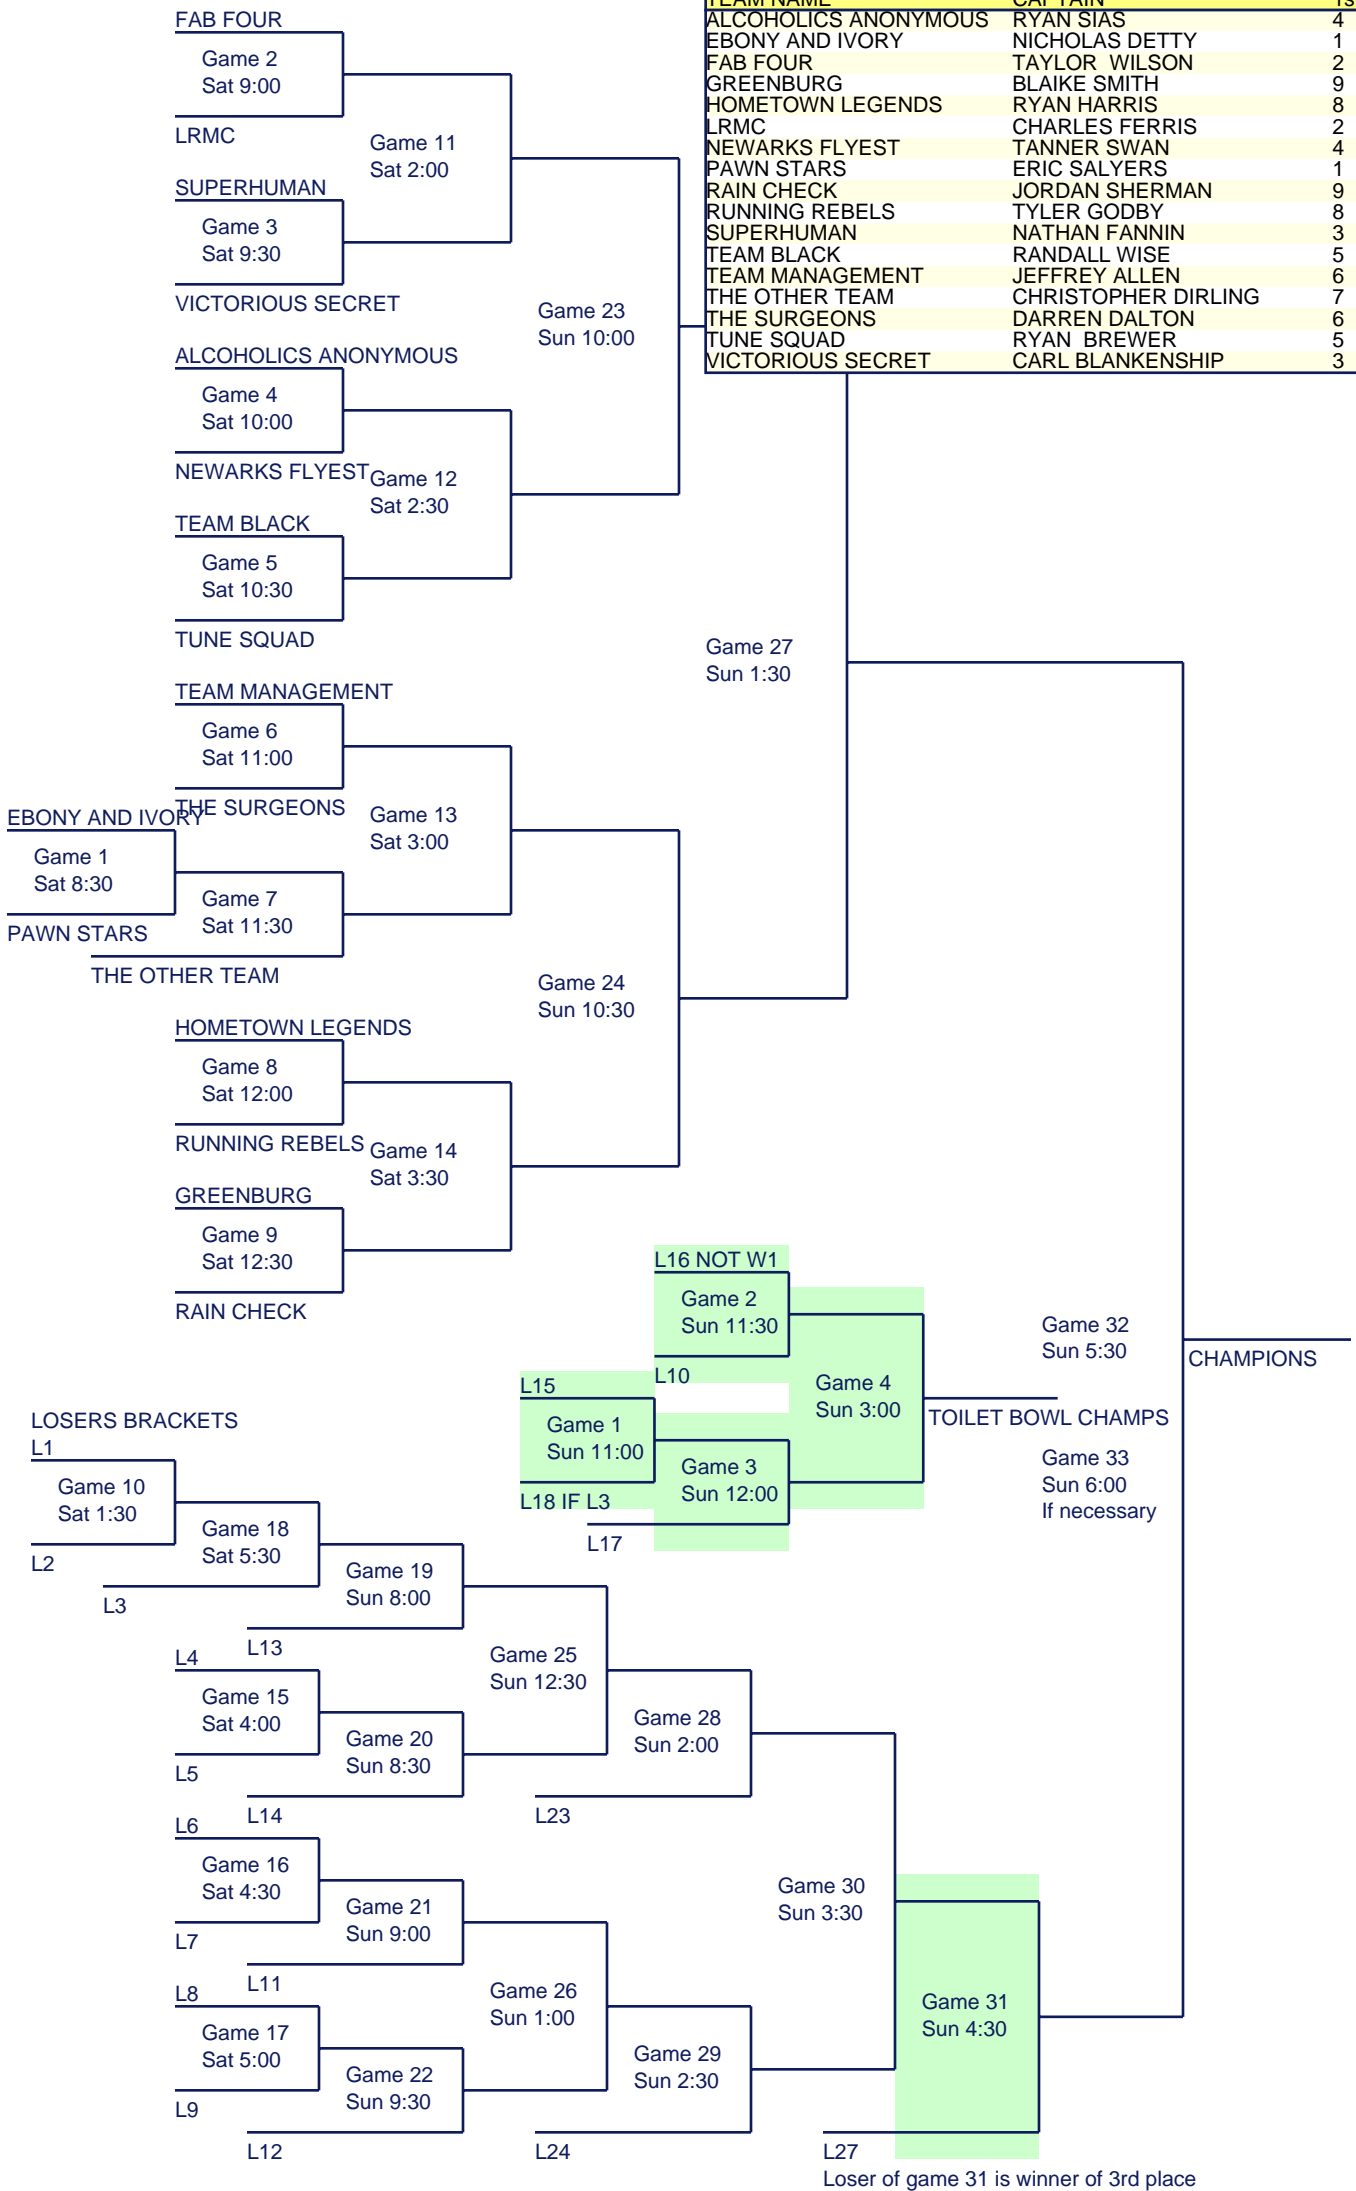 TEAM NAME CAPTAIN 1s
ALCOHOLICS ANONYMOUS RYAN SIAS 4
EBONY AND IVORY NICHOLAS DETTY 1
FAB FOUR TAYLOR WILSON 2
GREENBURG BLAIKE SMITH 9
HOMETOWN LEGENDS RYAN HARRIS 8
LRMC CHARLES FERRIS 2
NEWARKS FLYEST TANNER SWAN 4
PAWN STARS ERIC SALYERS 1
RAIN CHECK JORDAN SHERMAN 9
RUNNING REBELS TYLER GODBY 8
SUPERHUMAN NATHAN FANNIN 3
TEAM BLACK RANDALL WISE 5
TEAM MANAGEMENT JEFFREY ALLEN 6
THE OTHER TEAM CHRISTOPHER DIRLING 7
THE SURGEONS DARREN DALTON 6
TUNE SQUAD RYAN BREWER 5
VICTORIOUS SECRET CARL BLANKENSHIP 3
FAB FOUR
Game 2
Sat 9:00
LRMC
Game 11
Sat 2:00
SUPERHUMAN
Game 3
Sat 9:30
VICTORIOUS SECRET
Game 23
Sun 10:00
ALCOHOLICS ANONYMOUS
Game 4
Sat 10:00
NEWARKS FLYEST
Game 12
Sat 2:30
TEAM BLACK
Game 5
Sat 10:30
TUNE SQUAD
Game 27
Sun 1:30
TEAM MANAGEMENT
Game 6
Sat 11:00
THE SURGEONS
Game 13
Sat 3:00
EBONY AND IVORY
Game 1
Sat 8:30
PAWN STARS
Game 7
Sat 11:30
THE OTHER TEAM
Game 24
Sun 10:30
HOMETOWN LEGENDS
Game 8
Sat 12:00
RUNNING REBELS
Game 14
Sat 3:30
GREENBURG
Game 9
Sat 12:30
RAIN CHECK
L16 NOT W1
Game 2
Sun 11:30
L10
Game 32
Sun 5:30
CHAMPIONS
L15
Game 1
Sun 11:00
L18 IF L3
Game 4
Sun 3:00
TOILET BOWL CHAMPS
Game 3
Sun 12:00
L17
Game 33
Sun 6:00
If necessary
LOSERS BRACKETS
L1
Game 10
Sat 1:30
L2
Game 18
Sat 5:30
L3
Game 19
Sun 8:00
L13
Game 25
Sun 12:30
L4
Game 15
Sat 4:00
L5
Game 20
Sun 8:30
L14
Game 28
Sun 2:00
L23
L6
Game 16
Sat 4:30
L7
Game 21
Sun 9:00
L11
Game 30
Sun 3:30
L8
Game 17
Sat 5:00
L9
Game 26
Sun 1:00
Game 22
Sun 9:30
L12
Game 29
Sun 2:30
L24
Game 31
Sun 4:30
L27
Loser of game 31 is winner of 3rd place